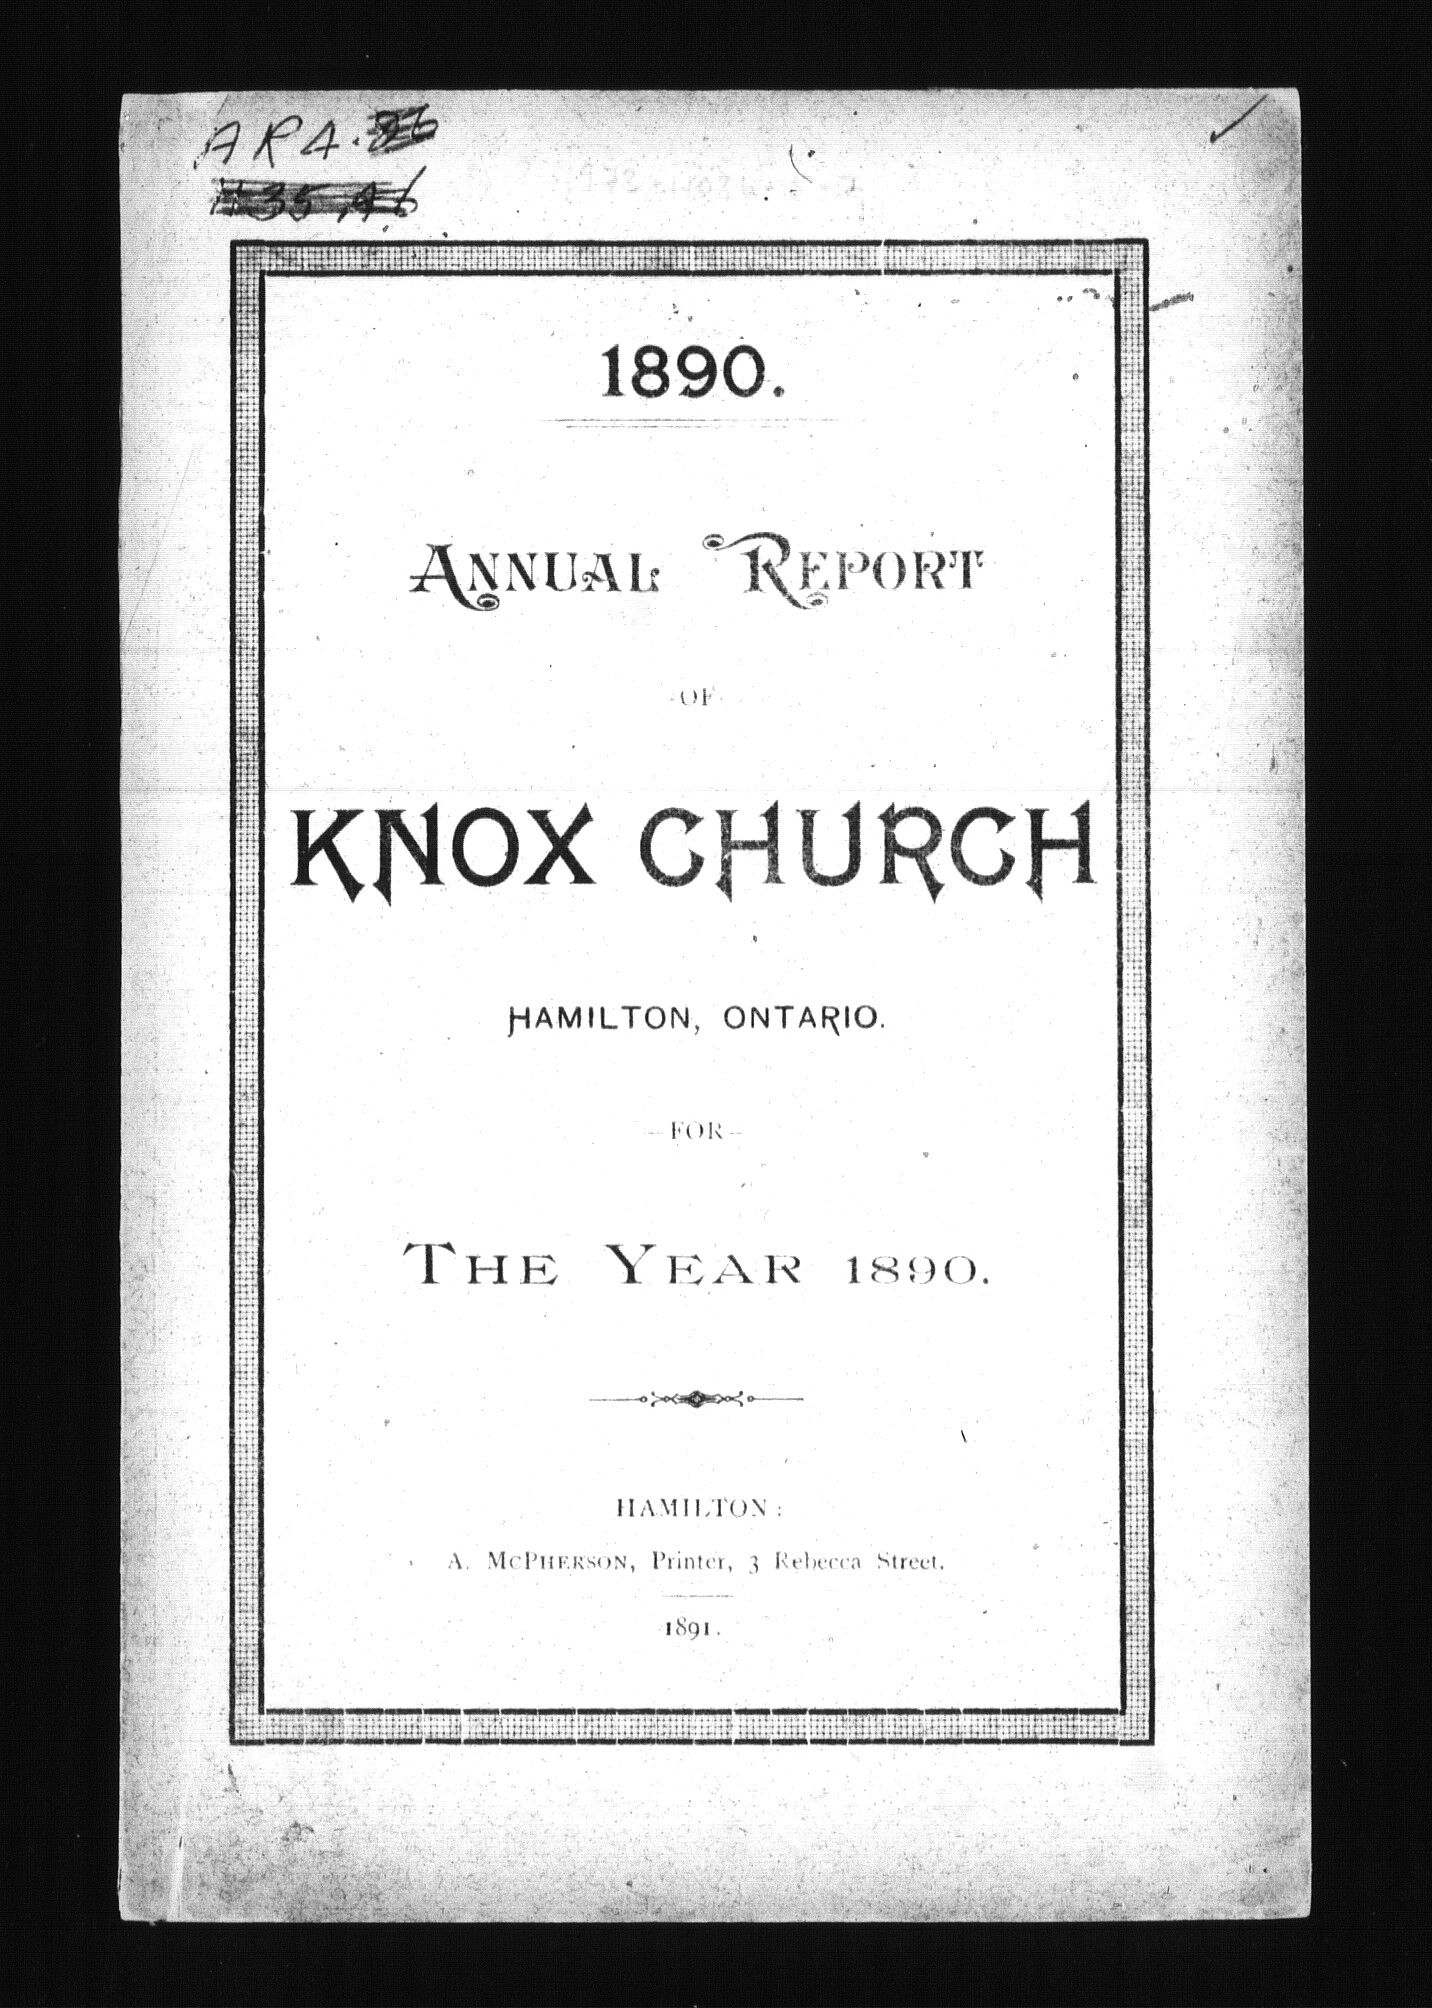 ARA.
1890.
ANNUAL REPORT
-OF-
KNOX CHURCH
HAMILTON, ONTARIO.
—FOR—
THE YEAR 1890.
HAMILTON:
A. McPHERSON, Printer, 3 Rebecca Street.
1891.